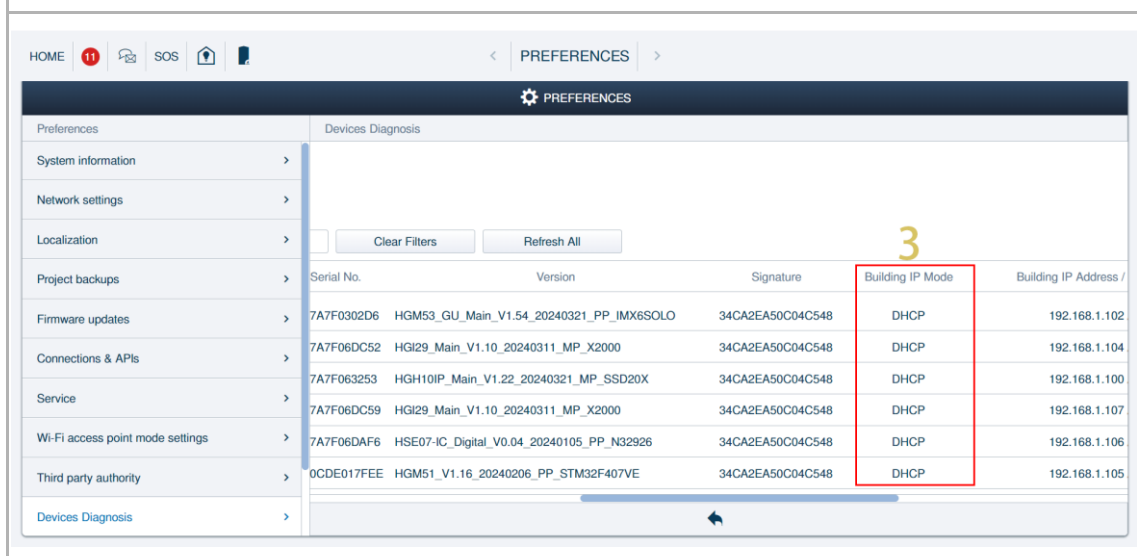 HOME 11 SOS < PREFERENCES >
PREFERENCES
Preferences
Devices Diagnosis
System information >
Network settings >
Localization >
Project backups >
Firmware updates >
Connections & APIs >
Service >
Wi-Fi access point mode settings >
Third party authority >
Devices Diagnosis >
Clear Filters Refresh All
3
Serial No. Version Signature Building IP Mode Building IP Address /
7A7F0302D6 HGM53_GU_Main_V1.54_20240321_PP_IMX6SOLO 34CA2EA50C04C548 DHCP 192.168.1.102
7A7F06DC52 HGI29_Main_V1.10_20240311_MP_X2000 34CA2EA50C04C548 DHCP 192.168.1.104
7A7F063253 HGH10IP_Main_V1.22_20240321_MP_SSD20X 34CA2EA50C04C548 DHCP 192.168.1.100
7A7F06DC59 HGI29_Main_V1.10_20240311_MP_X2000 34CA2EA50C04C548 DHCP 192.168.1.107
7A7F06DAF6 HSE07-IC_Digital_V0.04_20240105_PP_N32926 34CA2EA50C04C548 DHCP 192.168.1.106
0CDE017FEE HGM51_V1.16_20240206_PP_STM32F407VE 34CA2EA50C04C548 DHCP 192.168.1.105